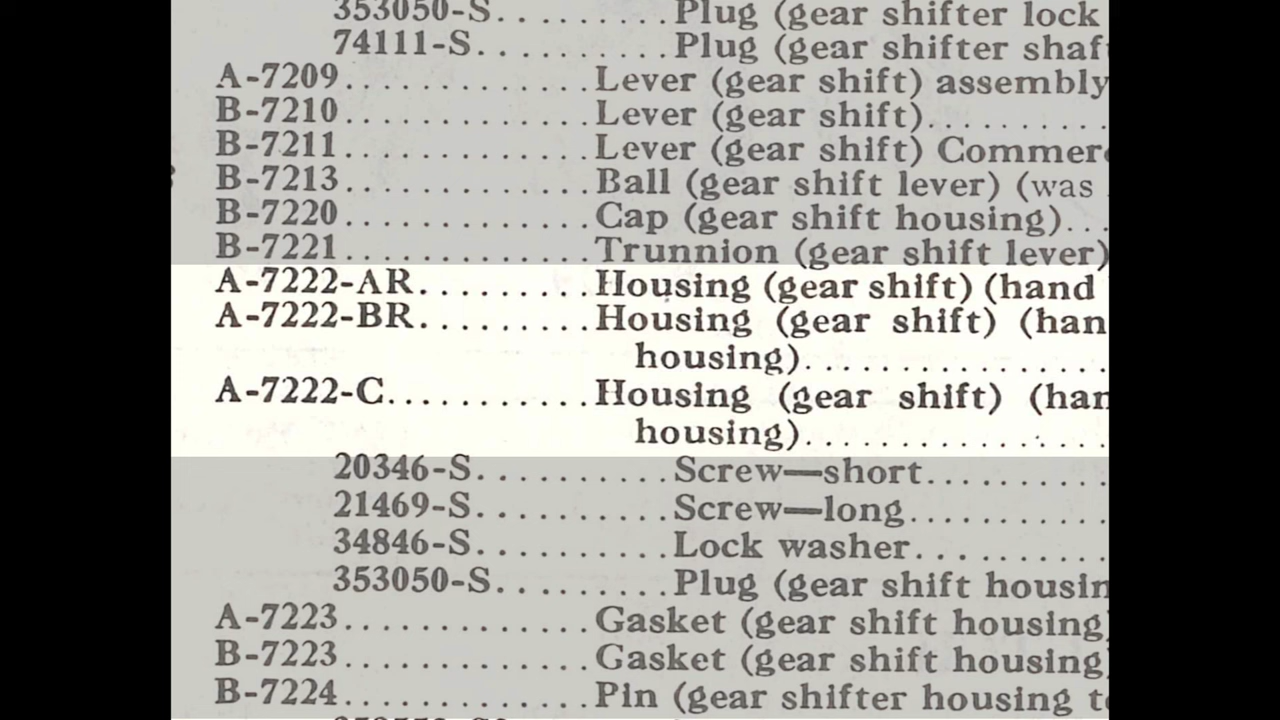 353050-S..........Plug (gear shifter lock
74111-S...........Plug (gear shifter shaf
A-7209..............Lever (gear shift) assembly
B-7210..............Lever (gear shift)...........
B-7211..............Lever (gear shift) Commer
B-7213..............Ball (gear shift lever) (was
B-7220..............Cap (gear shift housing)...
B-7221..............Trunnion (gear shift lever)
A-7222-AR.........Housing (gear shift) (hand
A-7222-BR.........Housing (gear shift) (han
housing)..................
A-7222-C...........Housing (gear shift) (han
housing)..................
20346-S...........Screw—short..........
21469-S...........Screw—long...........
34846-S...........Lock washer...........
353050-S..........Plug (gear shift housin
A-7223..............Gasket (gear shift housing)
B-7223..............Gasket (gear shift housing)
B-7224..............Pin (gear shifter housing t